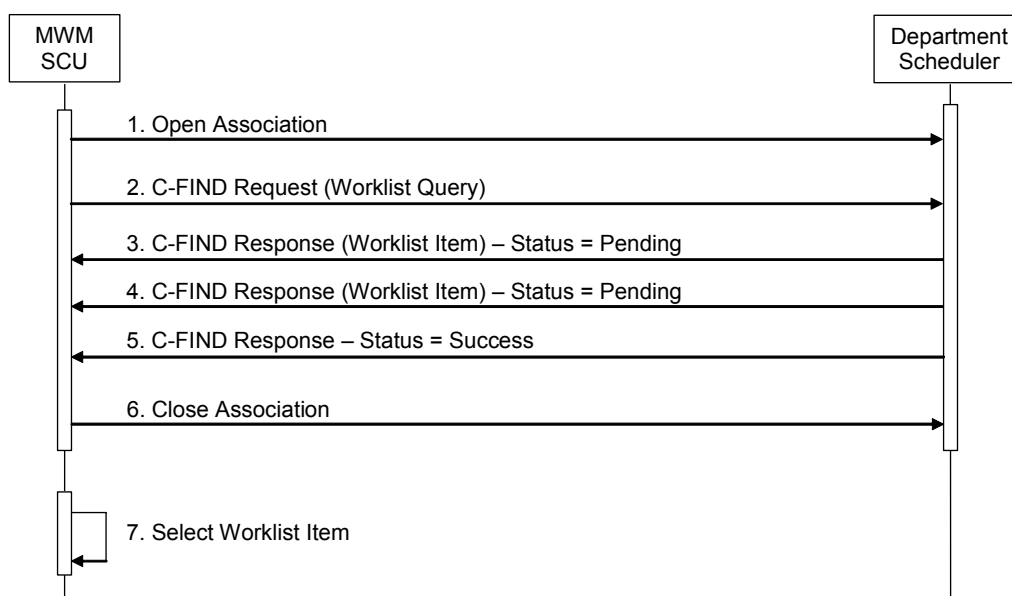 MWM
SCU
Department
Scheduler
1. Open Association
2. C-FIND Request (Worklist Query)
3. C-FIND Response (Worklist Item) – Status = Pending
4. C-FIND Response (Worklist Item) – Status = Pending
5. C-FIND Response – Status = Success
6. Close Association
7. Select Worklist Item